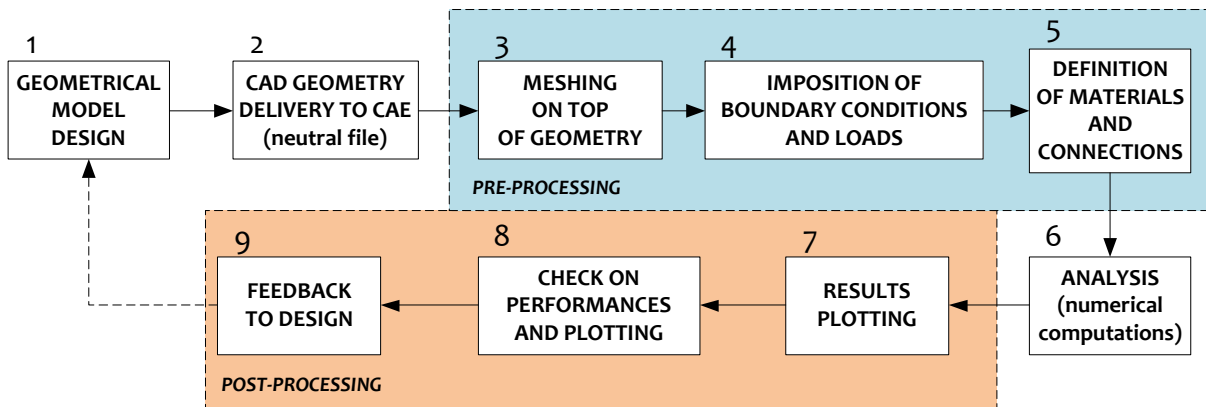 1
GEOMETRICAL
MODEL
DESIGN
2
CAD GEOMETRY
DELIVERY TO CAE
(neutral file)
3
MESHING
ON TOP
OF GEOMETRY
4
IMPOSITION OF
BOUNDARY CONDITIONS
AND LOADS
5
DEFINITION
OF MATERIALS
AND
CONNECTIONS
PRE-PROCESSING
6
ANALYSIS
(numerical
computations)
7
RESULTS
PLOTTING
8
CHECK ON
PERFORMANCES
AND PLOTTING
9
FEEDBACK
TO DESIGN
POST-PROCESSING